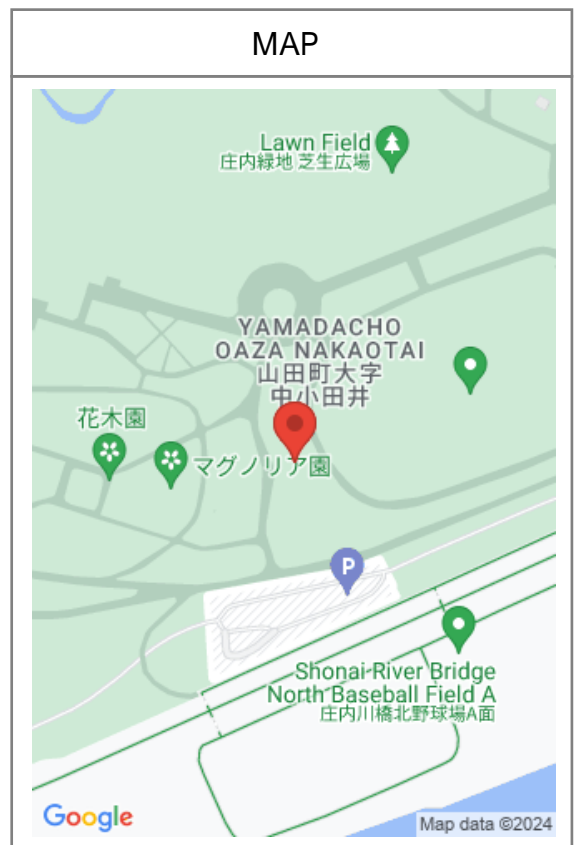 MAP
Lawn Field
庄内緑地 芝生広場
YAMADACHO
OAZA NAKAOTAI
山田町大字
中小田井
花木園
マグノリア園
P
Shonai River Bridge
North Baseball Field A
庄内川橋北野球場A面
Google
Map data ©2024